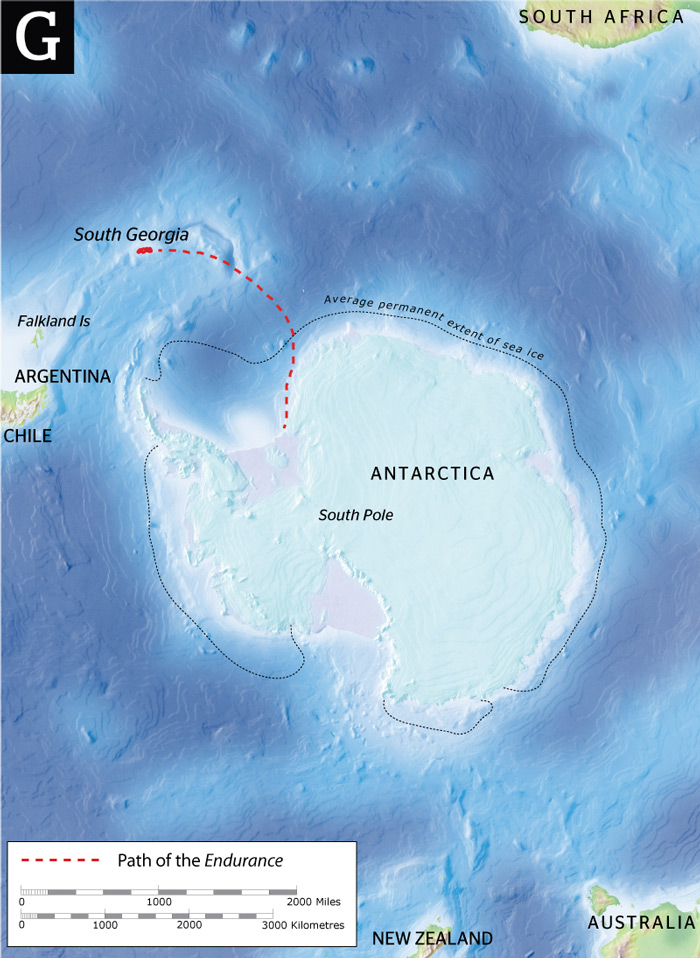 G
SOUTH AFRICA
South Georgia
Average permanent extent of sea ice
Falkland Is
ARGENTINA
CHILE
ANTARCTICA
South Pole
Path of the Endurance
0 1000 2000 Miles
0 1000 2000 3000 Kilometres
AUSTRALIA
NEW ZEALAND